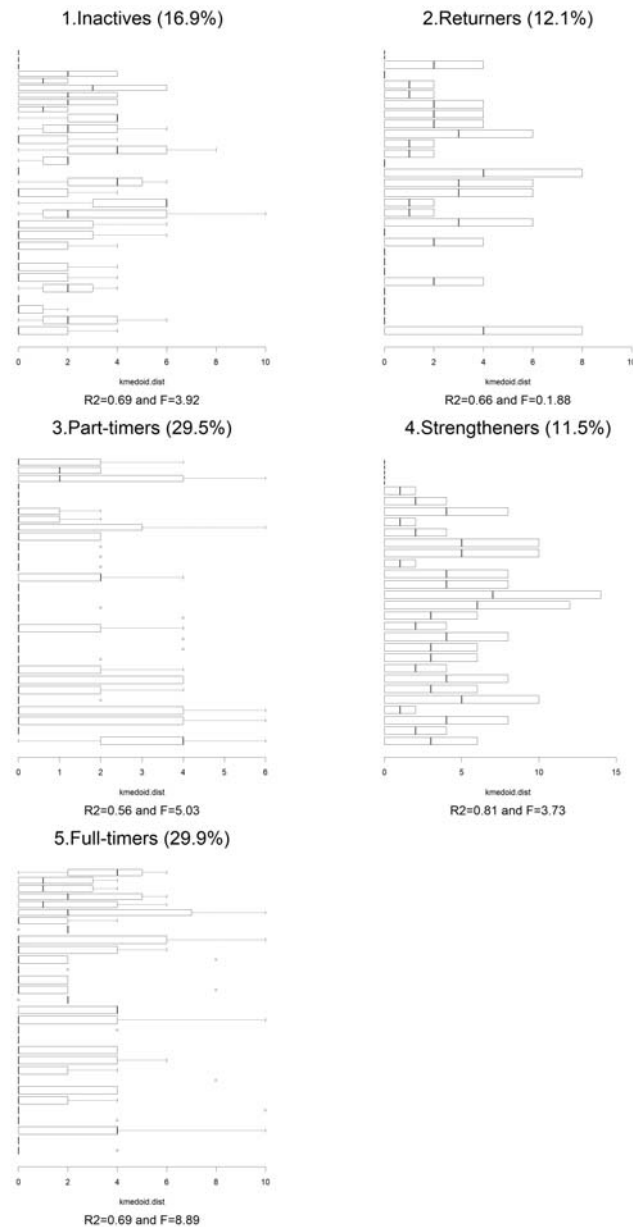 1.Inactives (16.9%) 2.Returners (12.1%)
0 2 4 6 8 10 0 2 4 6 8 10
kmedoid.dist kmedoid.dist
R2=0.69 and F=3.92 R2=0.66 and F=0.1.88
3.Part-timers (29.5%) 4.Strengtheners (11.5%)
0 1 2 3 4 5 6 0 5 10 15
kmedoid.dist kmedoid.dist
R2=0.56 and F=5.03 R2=0.81 and F=3.73
5.Full-timers (29.9%)
0 2 4 6 8 10
kmedoid.dist
R2=0.69 and F=8.89